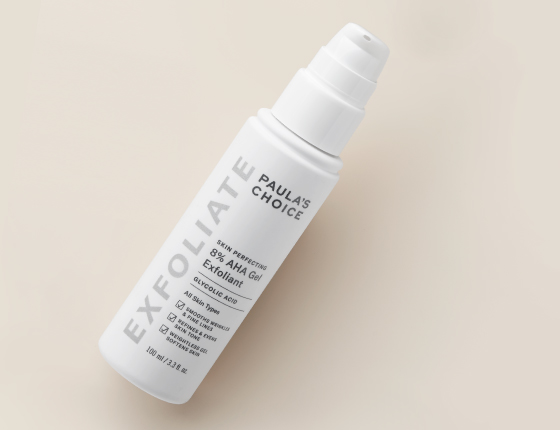 EXFOLIATE
PAULA'S
CHOICE
SKIN PERFECTING
8% AHA Gel
Exfoliant
GLYCOLIC ACID
All Skin Types
SMOOTHS WRINKLES
& FINE LINES
REFINES & EVENS
SKIN TONE
WEIGHTLESS GEL
SOFTENS SKIN
100 ml / 3.3 fl. oz.